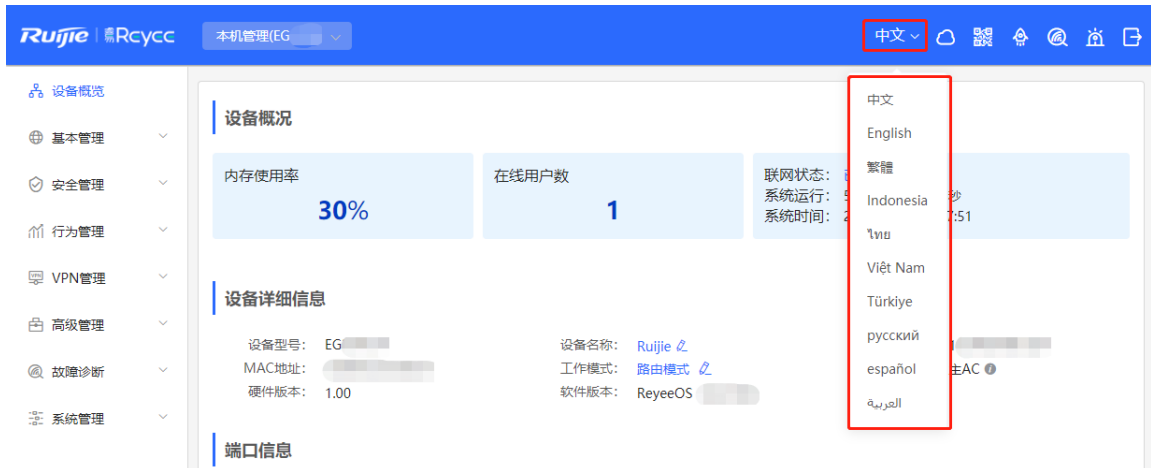 Ruijie | 睿易 Reyee 本机管理(EG 中文
设备概览
基本管理
安全管理
行为管理
VPN管理
高级管理
故障诊断
系统管理
设备概况
内存使用率
30%
在线用户数
1
联网状态：
系统运行： 秒
系统时间： 2 7:51
中文
English
繁體
Indonesia
ไทย
Việt Nam
Türkiye
русский
español
العربية
设备详细信息
设备型号： EG
设备名称： Ruijie
MAC地址：
工作模式： 路由模式
主AC
硬件版本： 1.00
软件版本： ReyeeOS
端口信息